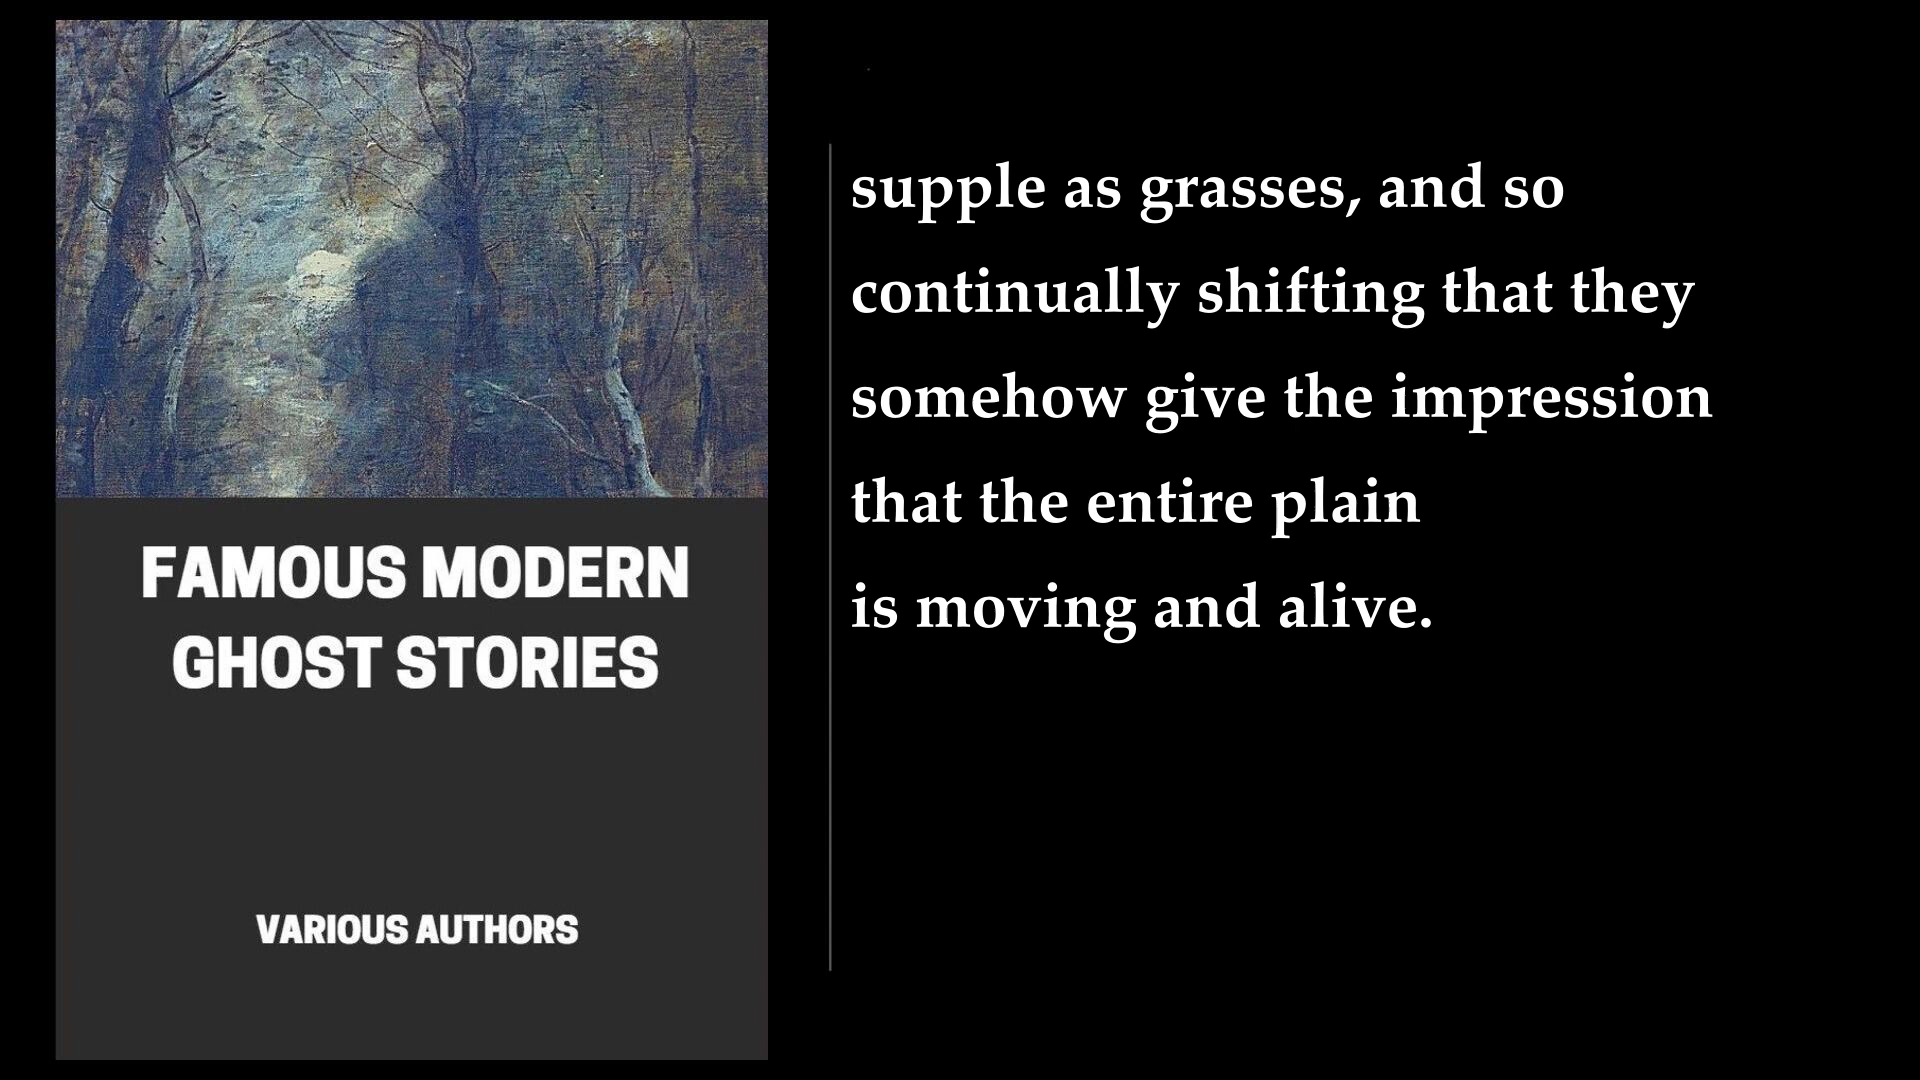 FAMOUS MODERN
GHOST STORIES
VARIOUS AUTHORS
supple as grasses, and so
continually shifting that they
somehow give the impression
that the entire plain
is moving and alive.